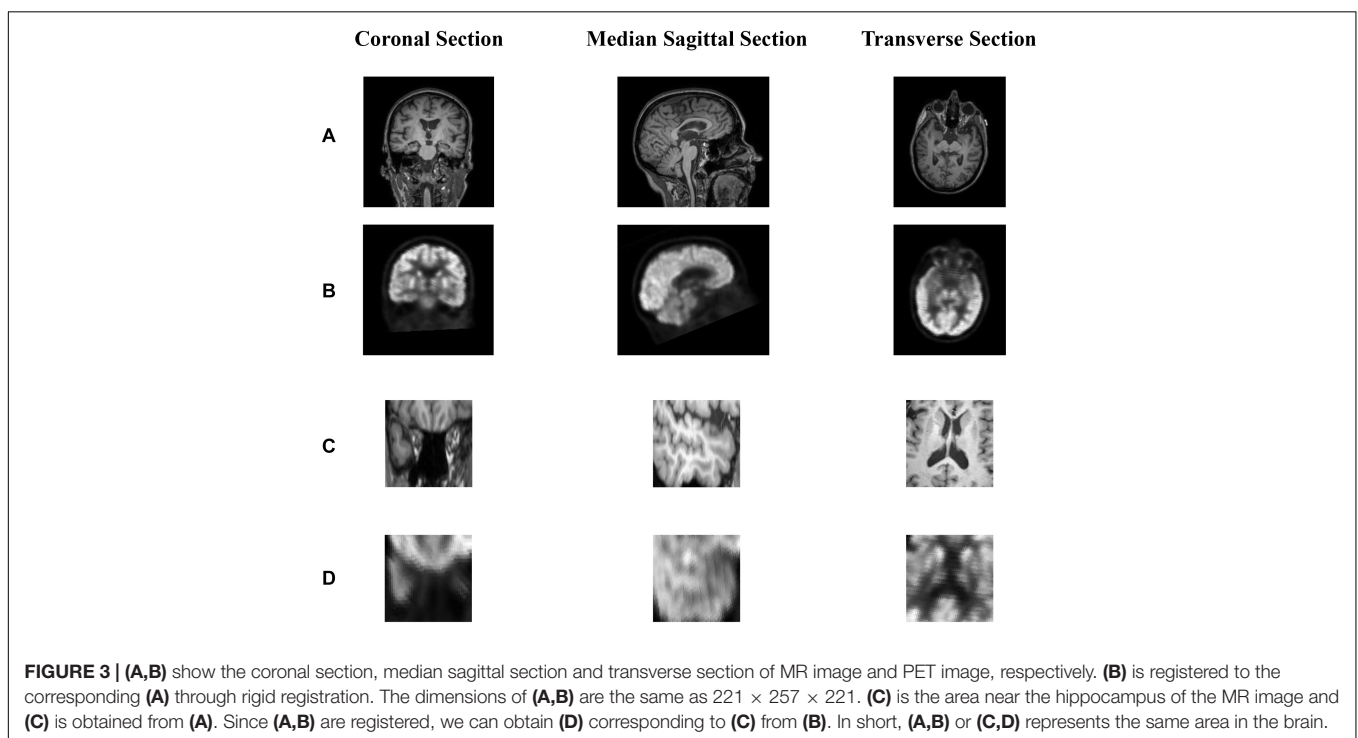 Coronal Section Median Sagittal Section Transverse Section
A
B
C
D
FIGURE 3 | (A,B) show the coronal section, median sagittal section and transverse section of MR image and PET image, respectively. (B) is registered to the
corresponding (A) through rigid registration. The dimensions of (A,B) are the same as 221 × 257 × 221. (C) is the area near the hippocampus of the MR image and
(C) is obtained from (A). Since (A,B) are registered, we can obtain (D) corresponding to (C) from (B). In short, (A,B) or (C,D) represents the same area in the brain.